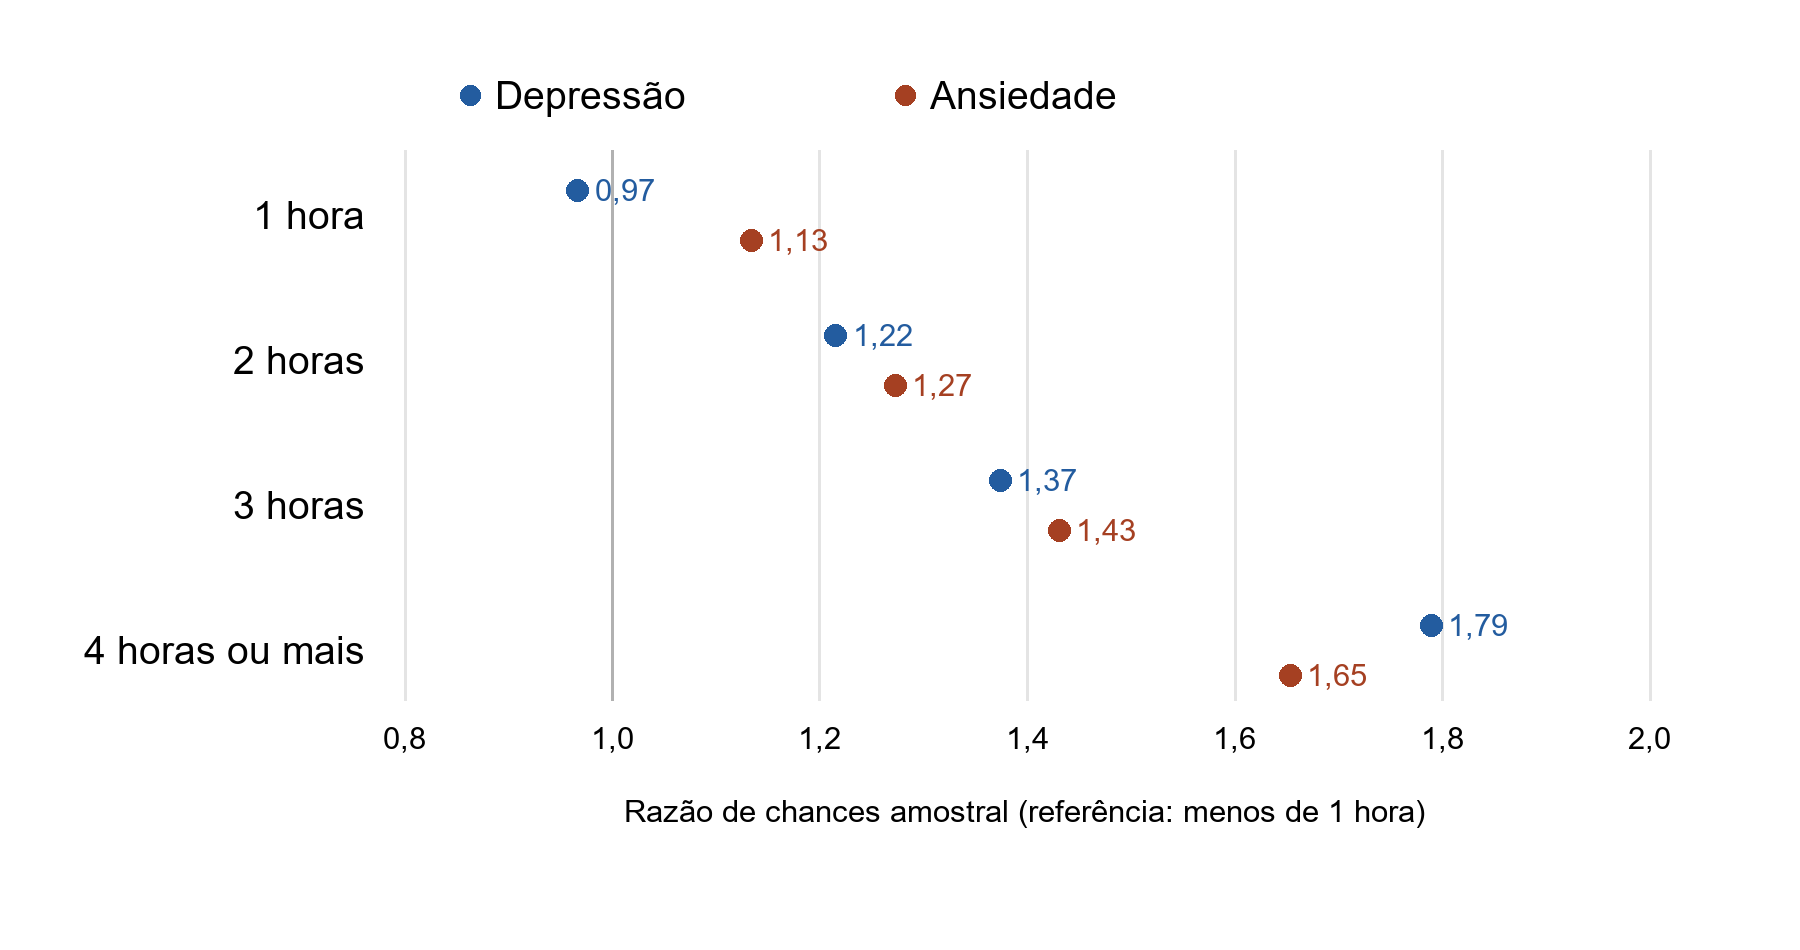 Depressão Ansiedade
1 hora
0,97
1,13
2 horas
1,22
1,27
3 horas
1,37
1,43
4 horas ou mais
1,79
1,65
0,8 1,0 1,2 1,4 1,6 1,8 2,0
Razão de chances amostral (referência: menos de 1 hora)